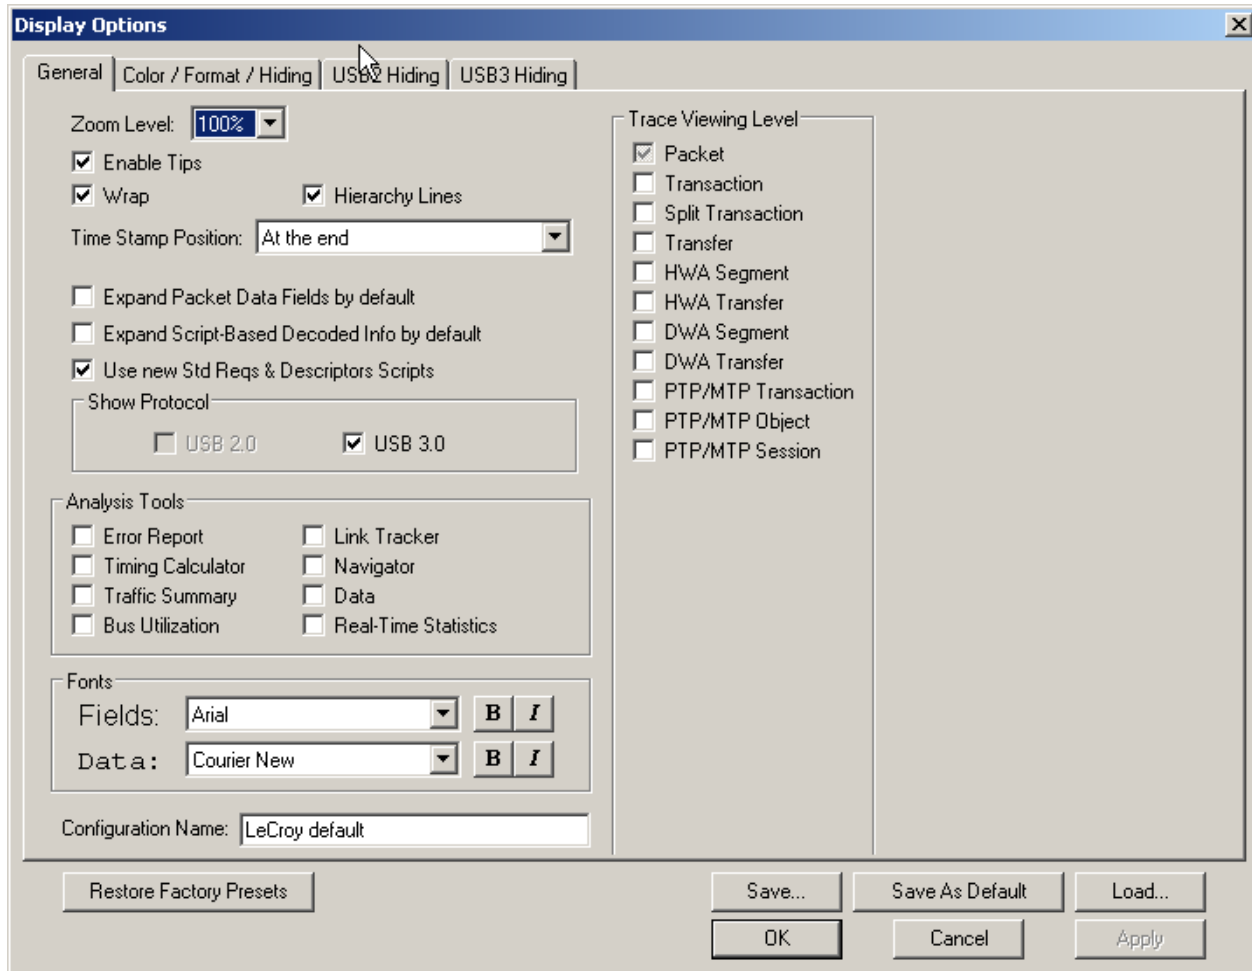 Display Options
General Color / Format / Hiding USB2 Hiding USB3 Hiding
Zoom Level: 100%
Enable Tips
Wrap Hierarchy Lines
Time Stamp Position: At the end
Expand Packet Data Fields by default
Expand Script-Based Decoded Info by default
Use new Std Reqs & Descriptors Scripts
Show Protocol
USB 2.0 USB 3.0
Analysis Tools
Error Report Link Tracker
Timing Calculator Navigator
Traffic Summary Data
Bus Utilization Real-Time Statistics
Fonts
Fields: Arial B I
Data: Courier New B I
Configuration Name: LeCroy default
Trace Viewing Level
Packet
Transaction
Split Transaction
Transfer
HWA Segment
HWA Transfer
DWA Segment
DWA Transfer
PTP/MTP Transaction
PTP/MTP Object
PTP/MTP Session
Restore Factory Presets Save... Save As Default Load...
OK Cancel Apply